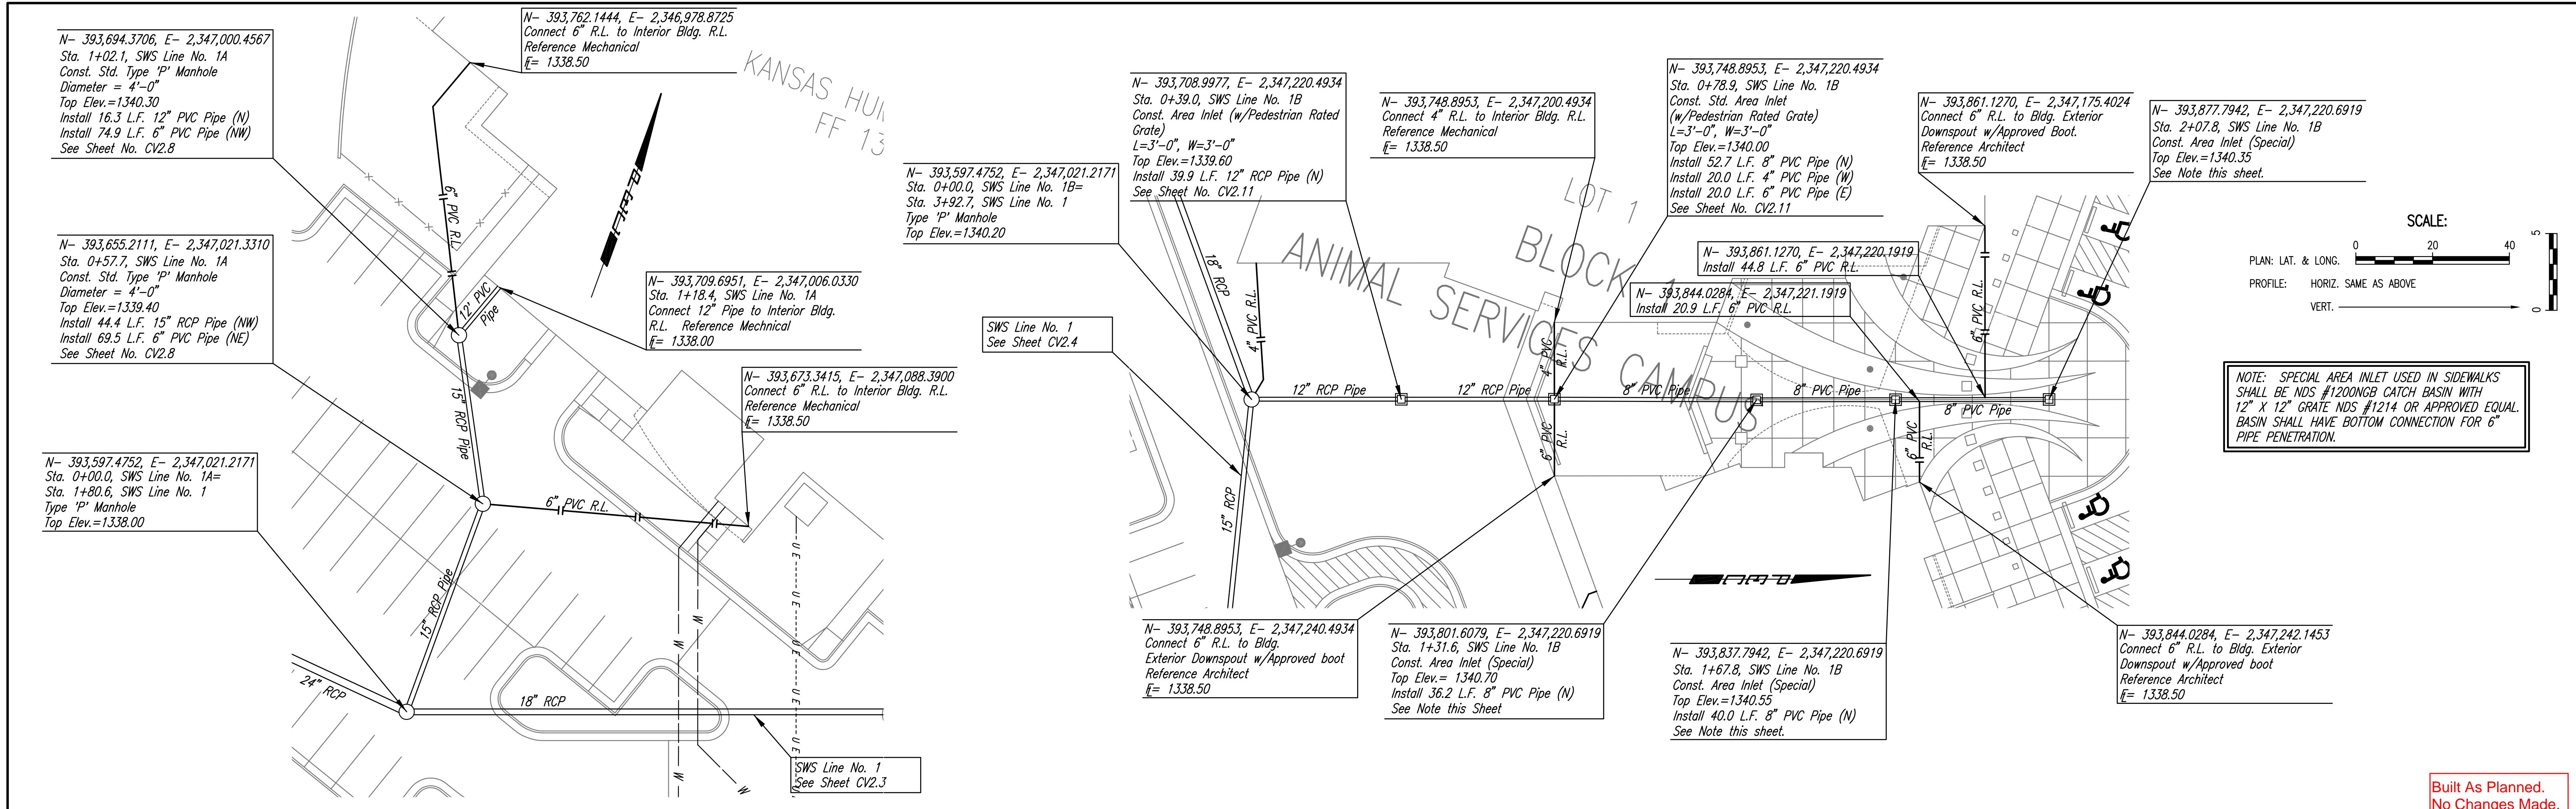 N- 393,694.3706, E- 2,347,000.4567
Sta. 1+02.1, SWS Line No. 1A
Const. Std. Type 'P' Manhole
Diameter = 4'-0"
Top Elev.=1340.30
Install 16.3 L.F. 12" PVC Pipe (N)
Install 74.9 L.F. 6" PVC Pipe (NW)
See Sheet No. CV2.8
N- 393,762.1444, E- 2,346,978.8725
Connect 6" R.L. to Interior Bldg. R.L.
Reference Mechanical
FL= 1338.50
KANSAS HU
FF 13
N- 393,655.2111, E- 2,347,021.3310
Sta. 0+57.7, SWS Line No. 1A
Const. Std. Type 'P' Manhole
Diameter = 4'-0"
Top Elev.=1339.40
Install 44.4 L.F. 15" RCP Pipe (NW)
Install 69.5 L.F. 6" PVC Pipe (NE)
See Sheet No. CV2.8
6" PVC R.L.
12' PVC
Pipe
N- 393,709.6951, E- 2,347,006.0330
Sta. 1+18.4, SWS Line No. 1A
Connect 12" Pipe to Interior Bldg.
R.L. Reference Mechnical
FL= 1338.00
15" RCP Pipe
N- 393,673.3415, E- 2,347,088.3900
Connect 6" R.L. to Interior Bldg. R.L.
Reference Mechanical
FL= 1338.50
N- 393,597.4752, E- 2,347,021.2171
Sta. 0+00.0, SWS Line No. 1A=
Sta. 1+80.6, SWS Line No. 1
Type 'P' Manhole
Top Elev.=1338.00
6" PVC R.L.
15" RCP Pipe
24" RCP
18" RCP
W
W
W
W
U E
U E
U E
U E
SWS Line No. 1
See Sheet CV2.3
N- 393,597.4752, E- 2,347,021.2171
Sta. 0+00.0, SWS Line No. 1B=
Sta. 3+92.7, SWS Line No. 1
Type 'P' Manhole
Top Elev.=1340.20
N- 393,708.9977, E- 2,347,220.4934
Sta. 0+39.0, SWS Line No. 1B
Const. Area Inlet (w/Pedestrian Rated
Grate)
L=3'-0", W=3'-0"
Top Elev.=1339.60
Install 39.9 L.F. 12" RCP Pipe (N)
See Sheet No. CV2.11
N- 393,748.8953, E- 2,347,200.4934
Connect 4" R.L. to Interior Bldg. R.L.
Reference Mechanical
FL= 1338.50
N- 393,748.8953, E- 2,347,220.4934
Sta. 0+78.9, SWS Line No. 1B
Const. Std. Area Inlet
(w/Pedestrian Rated Grate)
L=3'-0", W=3'-0"
Top Elev.=1340.00
Install 52.7 L.F. 8" PVC Pipe (N)
Install 20.0 L.F. 4" PVC Pipe (W)
Install 20.0 L.F. 6" PVC Pipe (E)
See Sheet No. CV2.11
N- 393,861.1270, E- 2,347,175.4024
Connect 6" R.L. to Bldg. Exterior
Downspout w/Approved Boot.
Reference Architect
FL= 1338.50
N- 393,877.7942, E- 2,347,220.6919
Sta. 2+07.8, SWS Line No. 1B
Const. Area Inlet (Special)
Top Elev.=1340.35
See Note this sheet.
N- 393,861.1270, E- 2,347,220.1919
Install 44.8 L.F. 6" PVC R.L.
N- 393,844.0284, E- 2,347,221.1919
Install 20.9 L.F. 6" PVC R.L.
SWS Line No. 1
See Sheet CV2.4
LOT 1
BLOCK 1
ANIMAL SERVICES CAMPUS
18" RCP
4" PVC R.L.
12" RCP Pipe
12" RCP Pipe
4" PVC
R.L.
8" PVC Pipe
8" PVC Pipe
8" PVC Pipe
6" PVC R.L.
6" PVC
R.L.
6" PVC
R.L.
15" RCP
N- 393,748.8953, E- 2,347,240.4934
Connect 6" R.L. to Bldg.
Exterior Downspout w/Approved boot
Reference Architect
FL= 1338.50
N- 393,801.6079, E- 2,347,220.6919
Sta. 1+31.6, SWS Line No. 1B
Const. Area Inlet (Special)
Top Elev.= 1340.70
Install 36.2 L.F. 8" PVC Pipe (N)
See Note this Sheet
N- 393,837.7942, E- 2,347,220.6919
Sta. 1+67.8, SWS Line No. 1B
Const. Area Inlet (Special)
Top Elev.=1340.55
Install 40.0 L.F. 8" PVC Pipe (N)
See Note this sheet.
N- 393,844.0284, E- 2,347,242.1453
Connect 6" R.L. to Bldg. Exterior
Downspout w/Approved boot
Reference Architect
FL= 1338.50
SCALE:
0 20 40
PLAN: LAT. & LONG.
PROFILE: HORIZ. SAME AS ABOVE
VERT.
5
0
NOTE: SPECIAL AREA INLET USED IN SIDEWALKS
SHALL BE NDS #1200NGB CATCH BASIN WITH
12" X 12" GRATE NDS #1214 OR APPROVED EQUAL.
BASIN SHALL HAVE BOTTOM CONNECTION FOR 6"
PIPE PENETRATION.
Built As Planned.
No Changes Made.